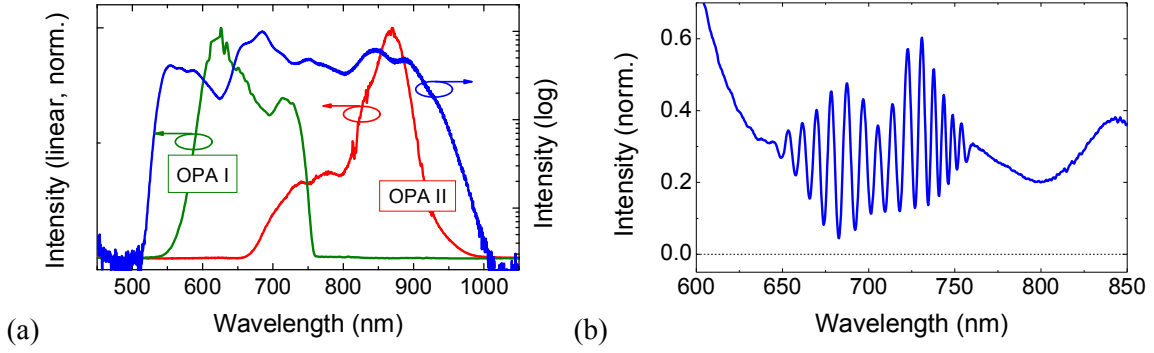 Intensity (linear, norm.)
OPA I
OPA II
Intensity (log)
500 600 700 800 900 1000
Wavelength (nm)
(a)
Intensity (norm.)
0.6
0.4
0.2
0.0
600 650 700 750 800 850
Wavelength (nm)
(b)